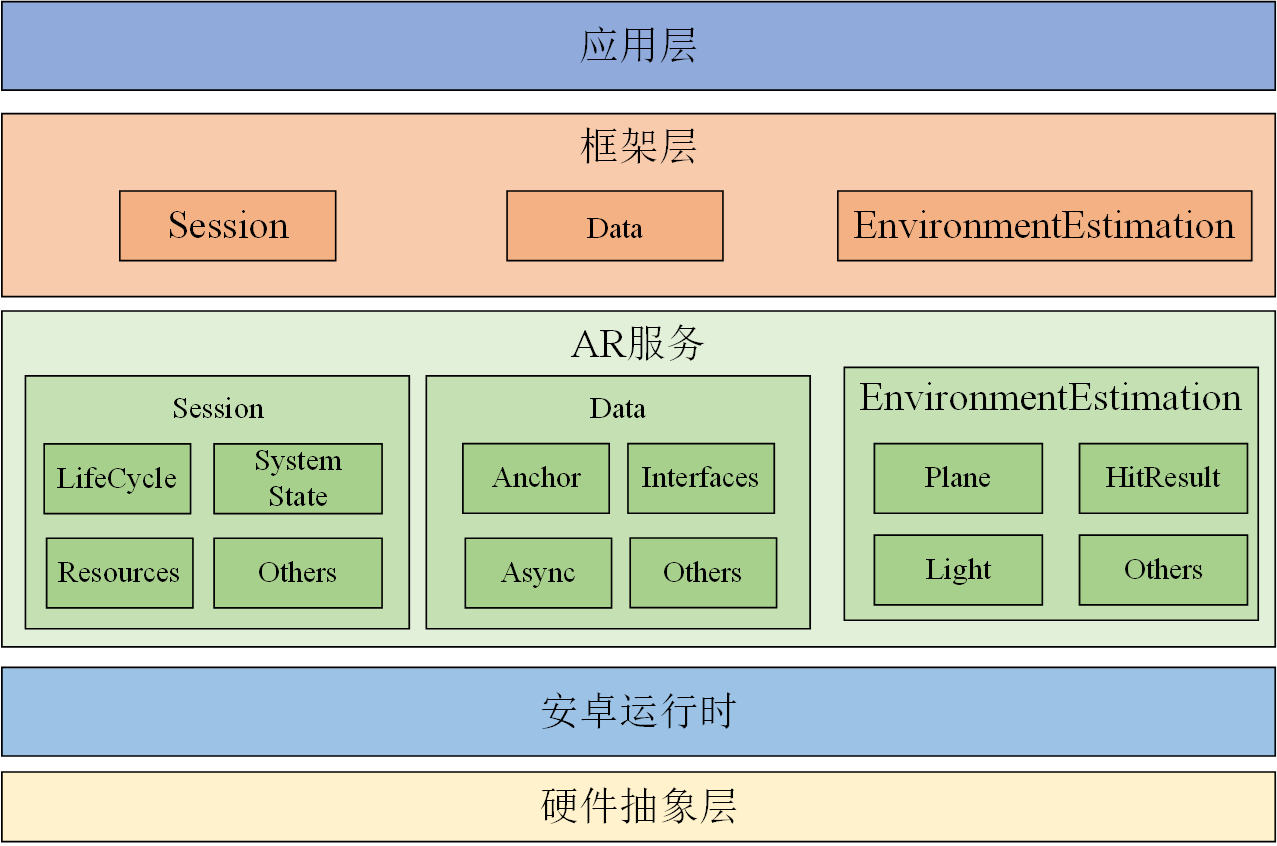 应用层
框架层
Session
Data
EnvironmentEstimation
AR服务
Session
LifeCycle
System
State
Resources
Others
Data
Anchor
Interfaces
Async
Others
EnvironmentEstimation
Plane
HitResult
Light
Others
安卓运行时
硬件抽象层